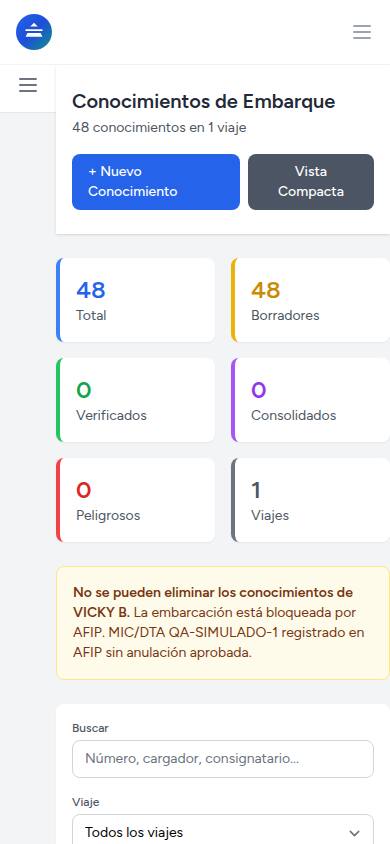 Conocimientos de Embarque
48 conocimientos en 1 viaje
+ Nuevo
Conocimiento
Vista
Compacta
48
Total
48
Borradores
0
Verificados
0
Consolidados
0
Peligrosos
1
Viajes
No se pueden eliminar los conocimientos de
VICKY B. La embarcación está bloqueada por
AFIP. MIC/DTA QA-SIMULADO-1 registrado en
AFIP sin anulación aprobada.
Buscar
Número, cargador, consignatario...
Viaje
Todos los viajes